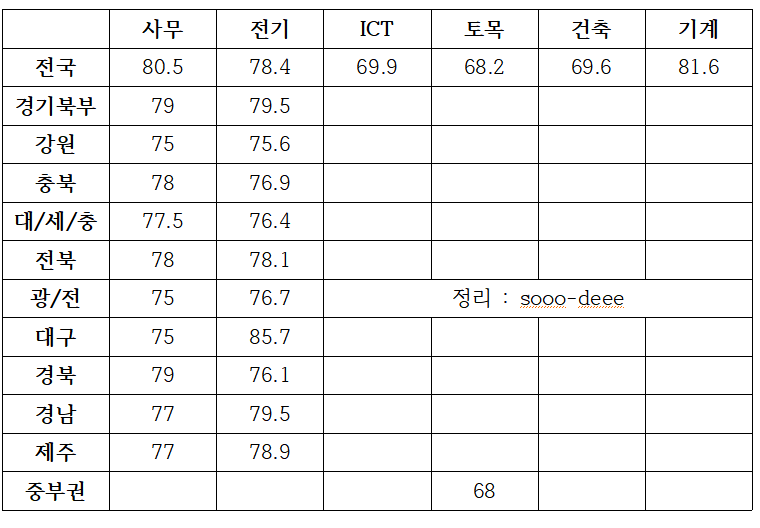 사무 전기 ICT 토목 건축 기계
전국 80.5 78.4 69.9 68.2 69.6 81.6
경기북부 79 79.5
강원 75 75.6
충북 78 76.9
대/세/충 77.5 76.4
전북 78 78.1
광/전 75 76.7 정리 : sooo-deee
대구 75 85.7
경북 79 76.1
경남 77 79.5
제주 77 78.9
중부권 68